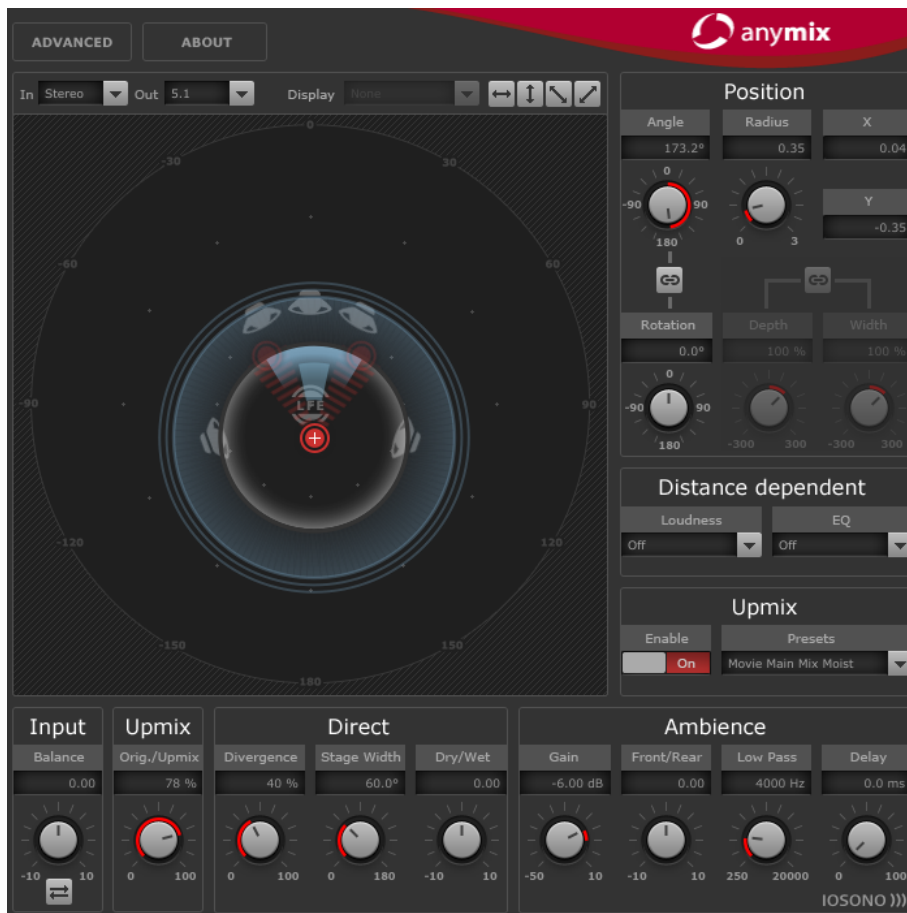 ADVANCED
ABOUT
anymix
In Stereo Out 5.1 Display None
Position
Angle Radius X
173.2º 0.35 0.04
0
-90 90
180
0 3
Y
-0.35
Rotation Depth Width
0.0º 100 % 100 %
0
-90 90
180
-300 300
-300 300
0
-30 30
-60 60
-90 90
-120 120
-150 150
180
LFE
Distance dependent
Loudness EQ
Off Off
Upmix
Enable Presets
On Movie Main Mix Moist
Input
Balance
0.00
-10 10
Upmix
Orig./Upmix
78 %
0 100
Direct
Divergence Stage Width Dry/Wet
40 % 60.0º 0.00
0 100 0 180 -10 10
Ambience
Gain Front/Rear Low Pass Delay
-6.00 dB 0.00 4000 Hz 0.0 ms
-50 10 -10 10 250 20000 0 100
IOSONO